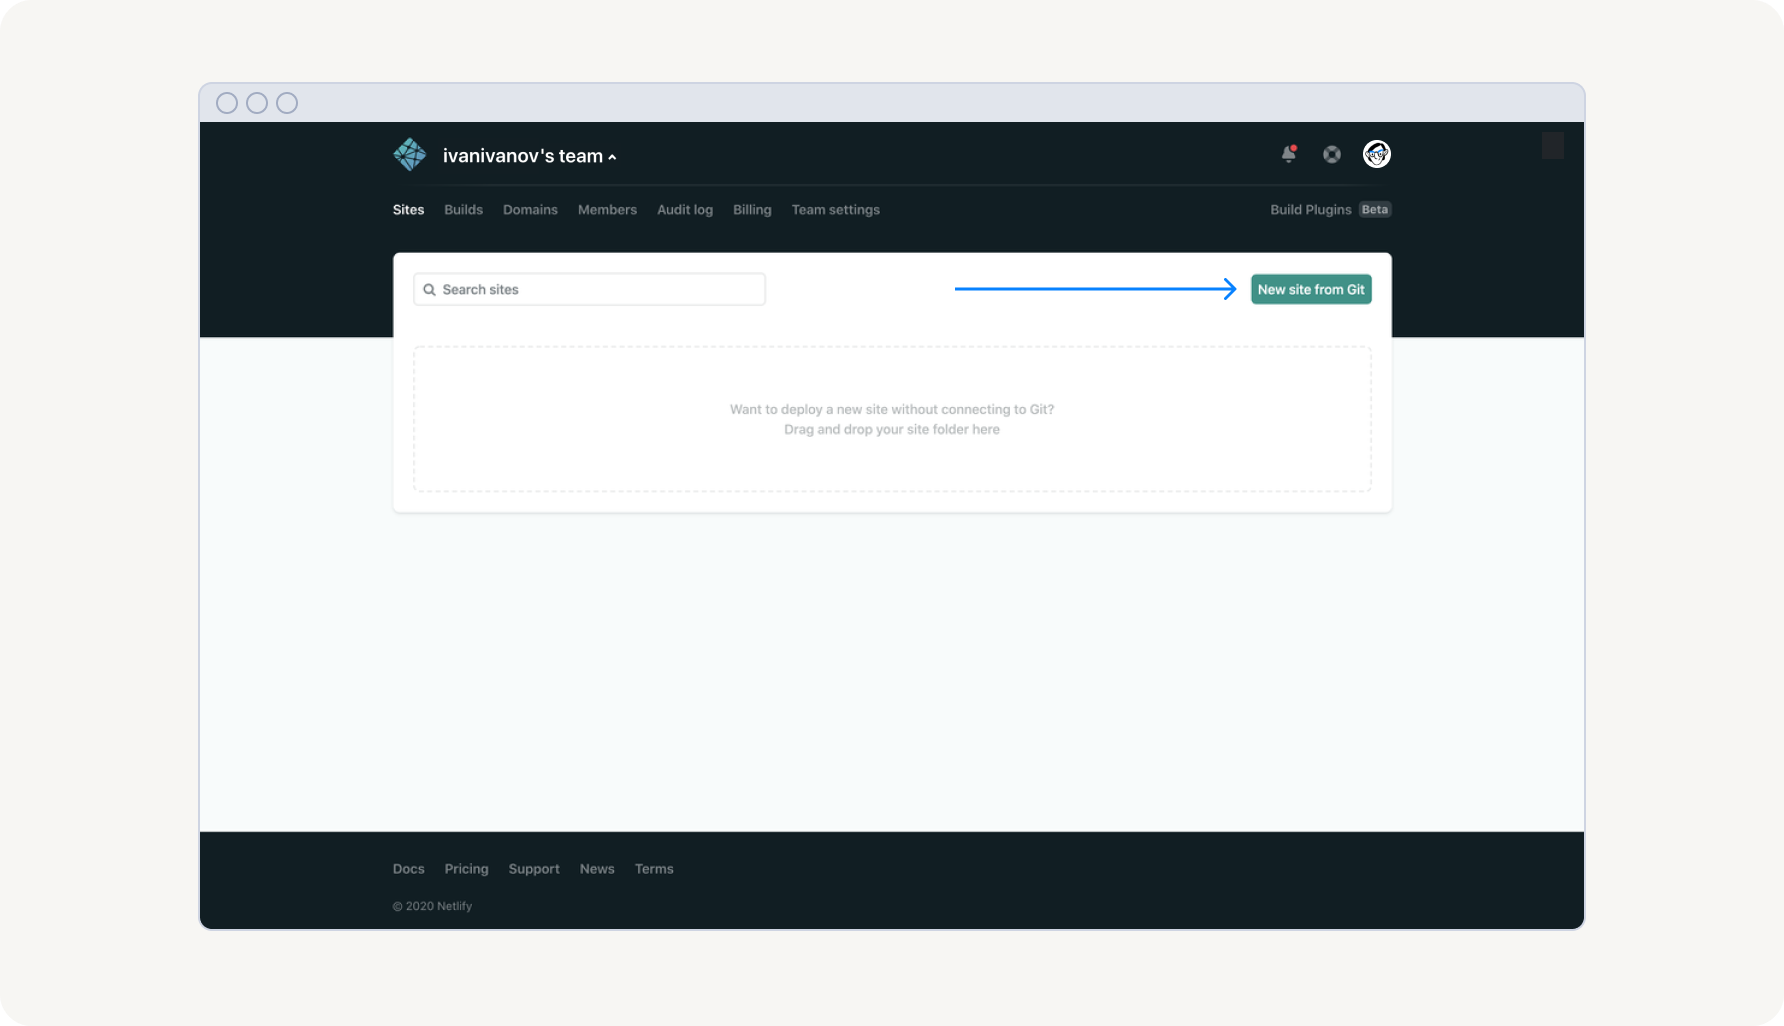 ivanivanov's team
Sites Builds Domains Members Audit log Billing Team settings Build Plugins Beta
Search sites New site from Git
Want to deploy a new site without connecting to Git?
Drag and drop your site folder here
Docs Pricing Support News Terms
© 2020 Netlify